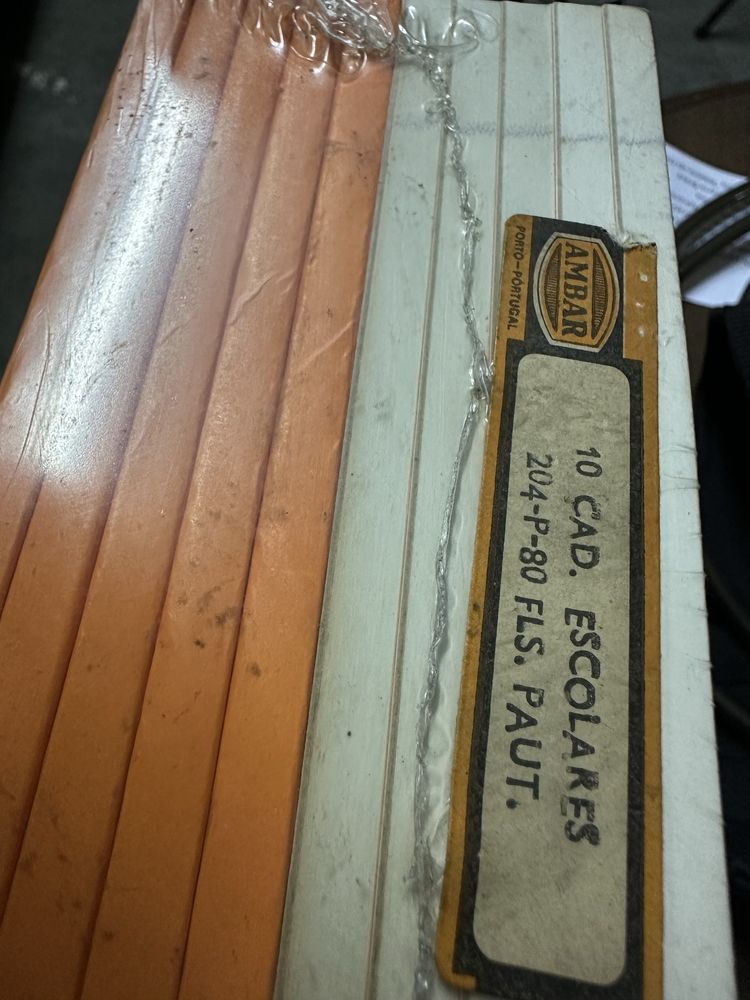 AMBAR
PORTO-PORTUGAL
10 CAD. ESCOLARES
204-P-80 FLS. PAUT.